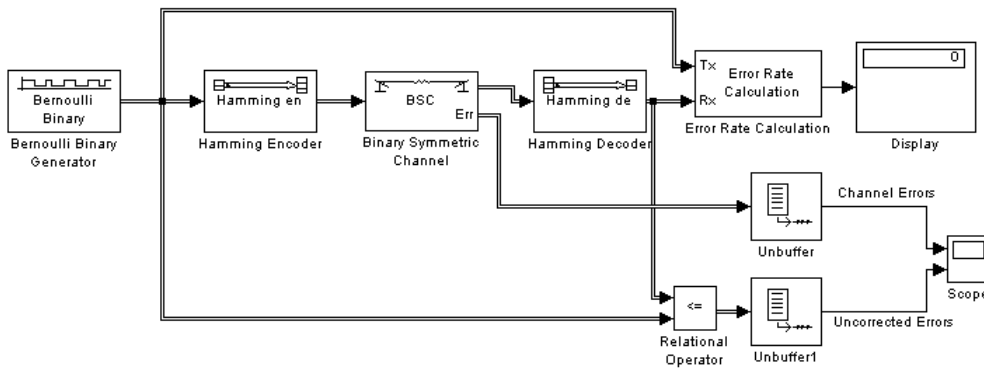 Bernoulli
Binary
Bernoulli Binary
Generator
Hamming en
Hamming Encoder
BSC
Err
Binary Symmetric
Channel
Hamming de
Hamming Decoder
Tx
Rx
Error Rate
Calculation
Error Rate Calculation
0
Display
Unbuffer
Channel Errors
Scope
<=
Relational
Operator
Unbuffer1
Uncorrected Errors